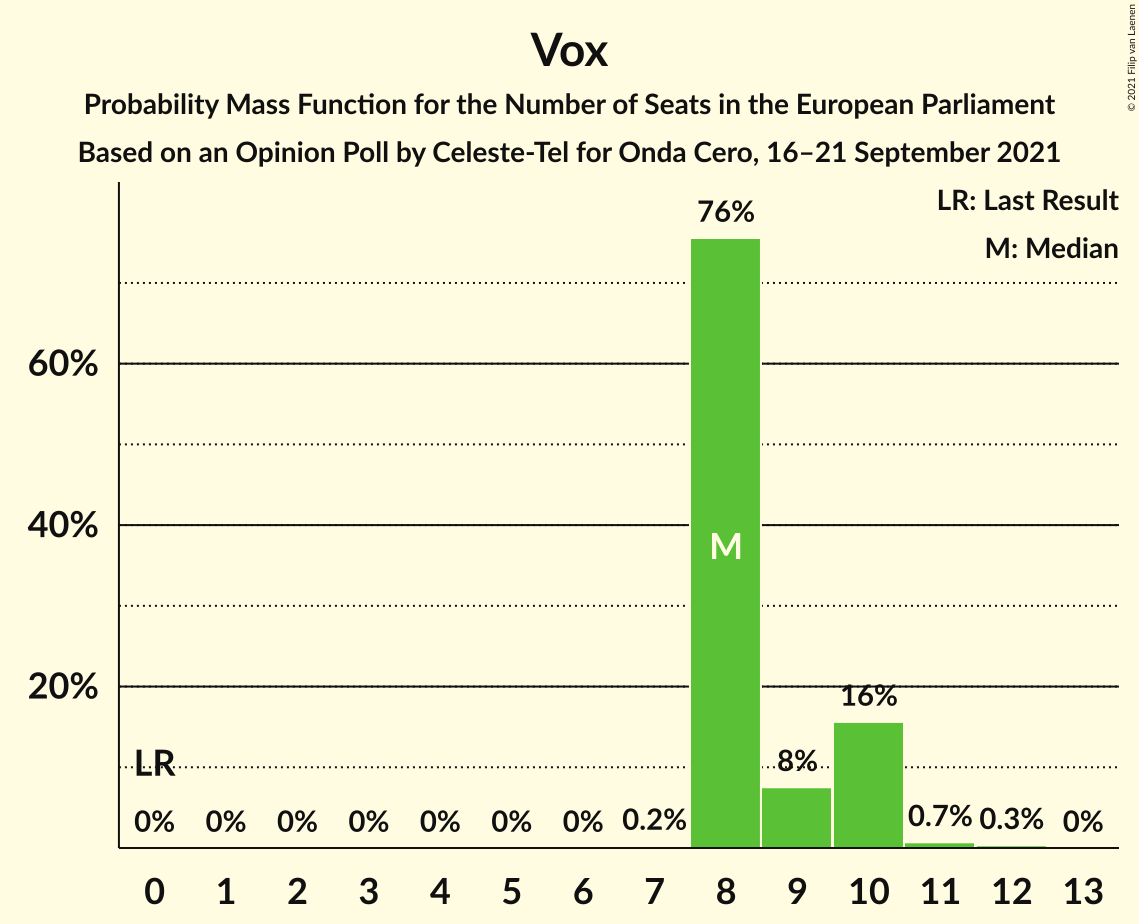 Vox
Probability Mass Function for the Number of Seats in the European Parliament
Based on an Opinion Poll by Celeste-Tel for Onda Cero, 16–21 September 2021
© 2021 Filip van Laenen
LR: Last Result
M: Median
76%
60%
40%
M
20%
16%
LR
8%
0% 0% 0% 0% 0% 0% 0% 0.2% 0.7% 0.3% 0%
0 1 2 3 4 5 6 7 8 9 10 11 12 13